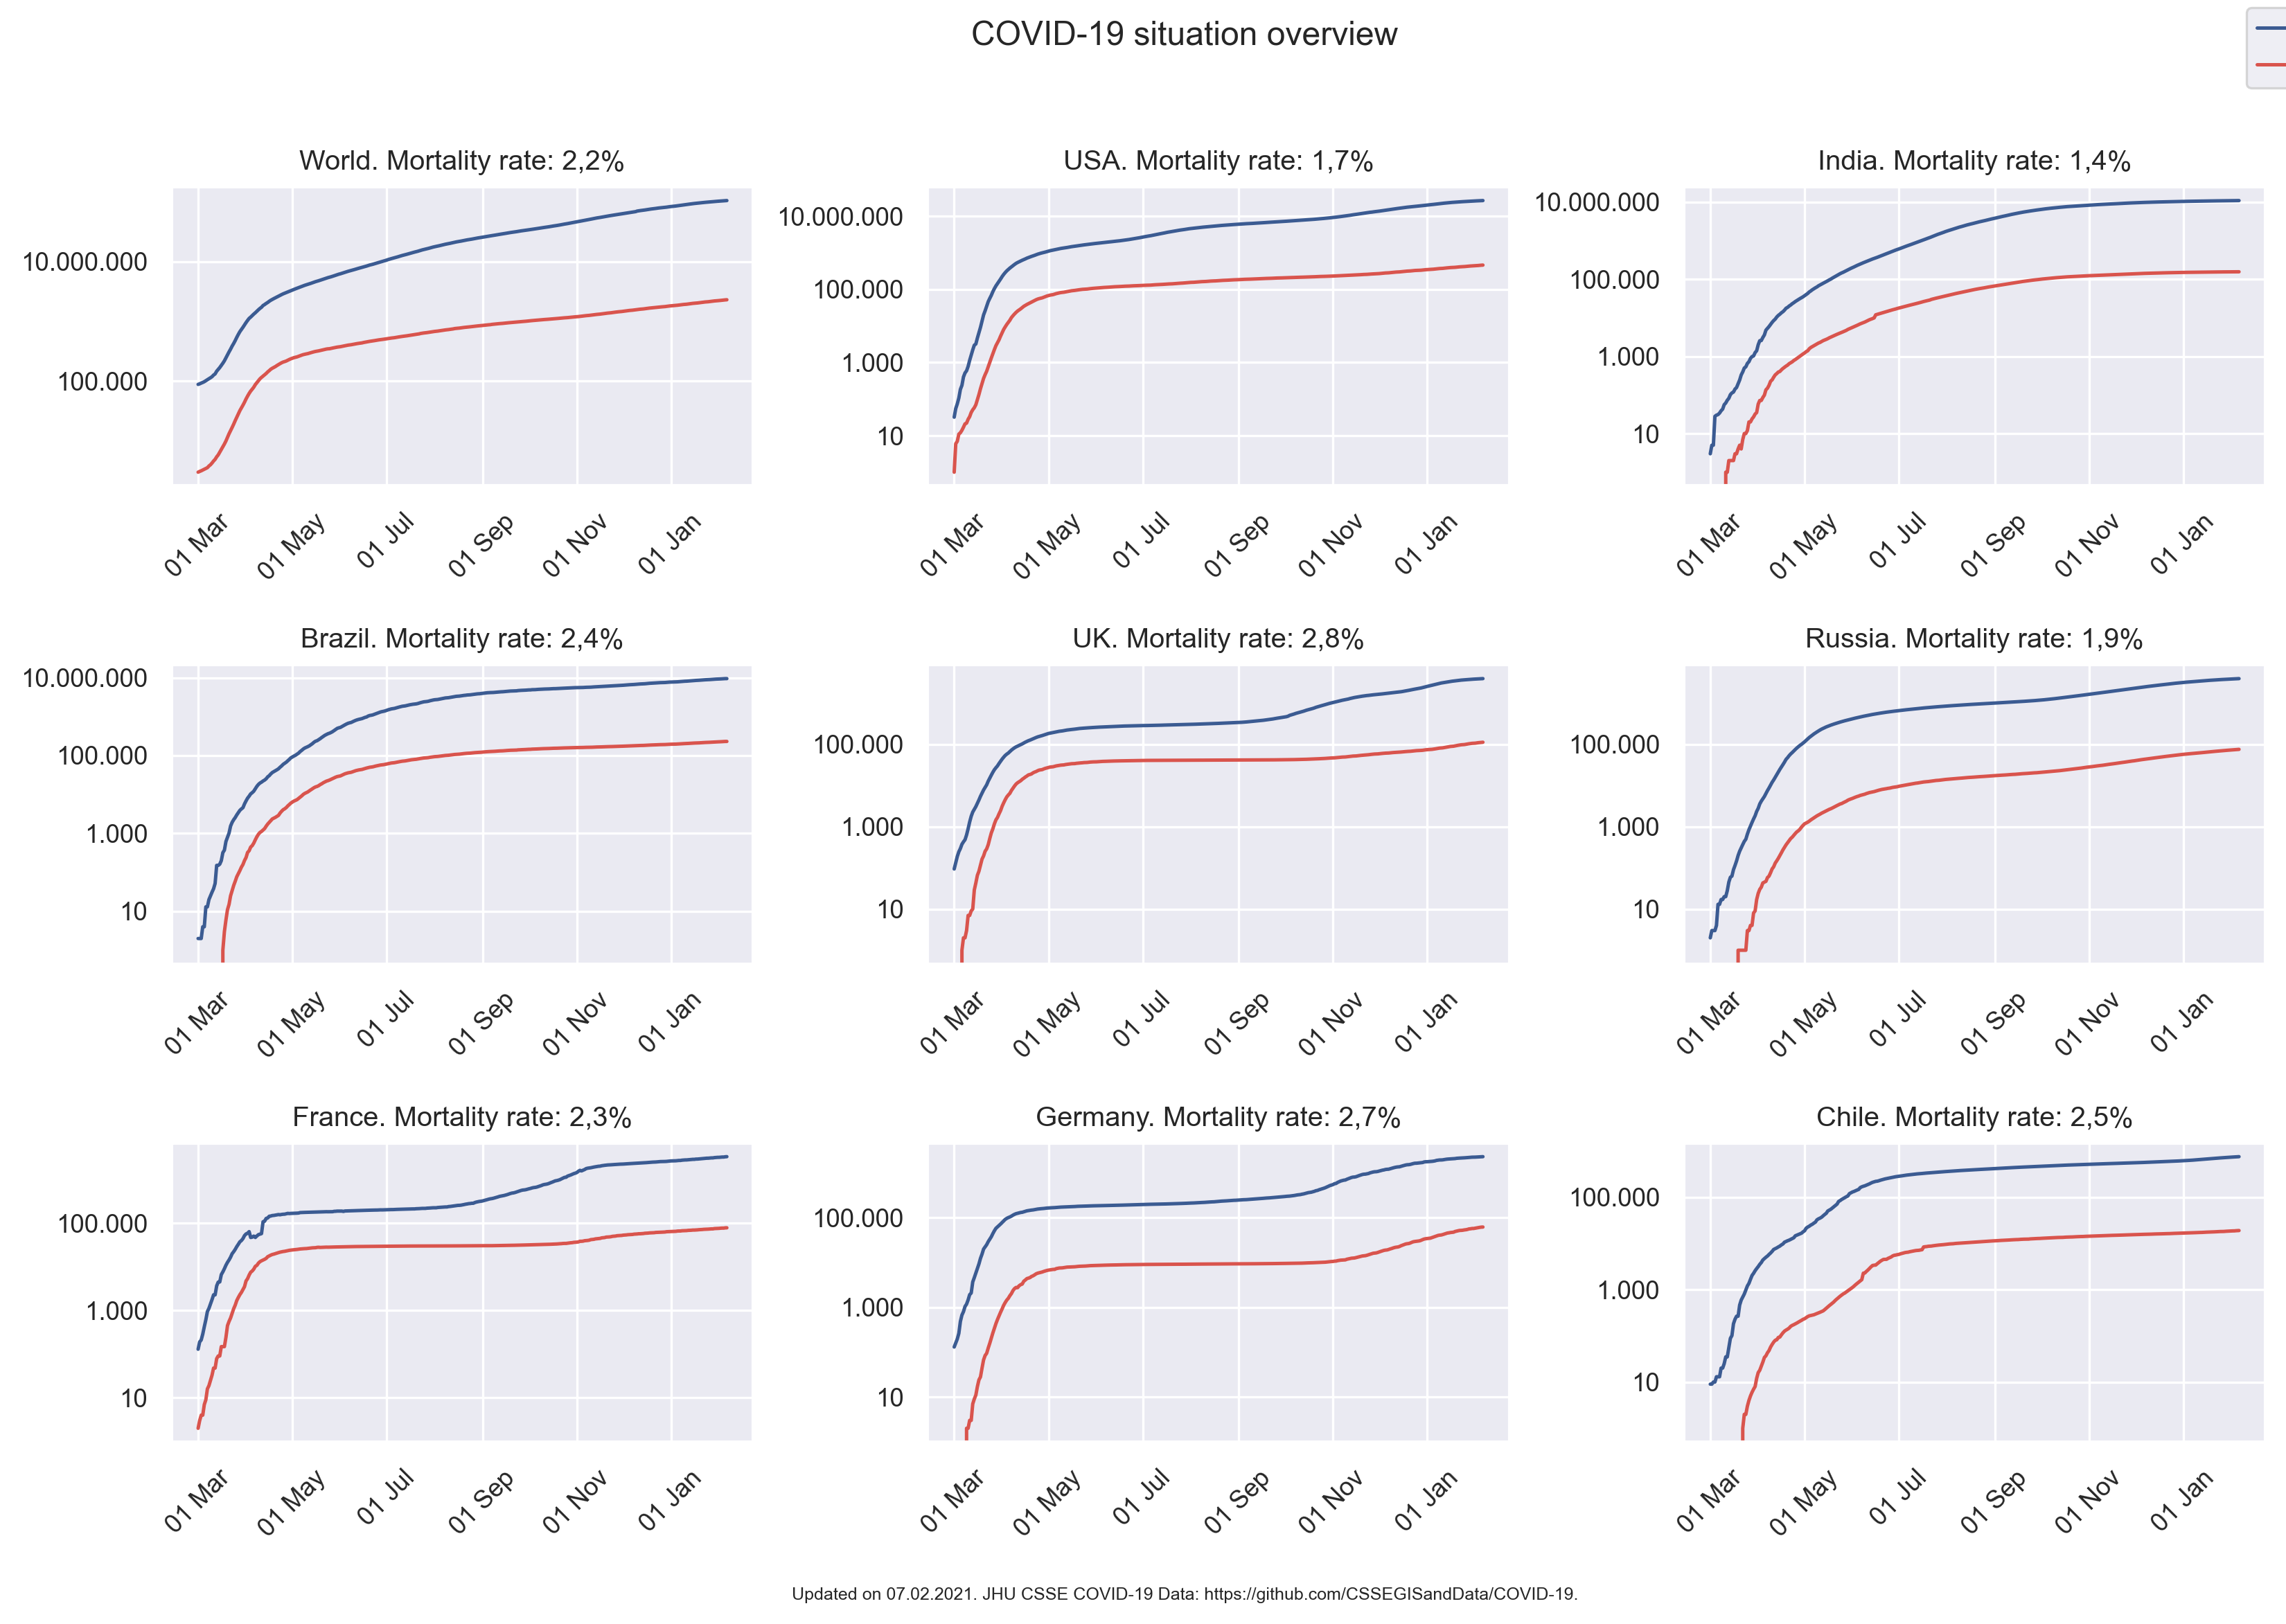 COVID-19 situation overview
World. Mortality rate: 2,2%
10.000.000
100.000
01 Mar
01 May
01 Jul
01 Sep
01 Nov
01 Jan
USA. Mortality rate: 1,7%
10.000.000
100.000
1.000
10
01 Mar
01 May
01 Jul
01 Sep
01 Nov
01 Jan
India. Mortality rate: 1,4%
10.000.000
100.000
1.000
10
01 Mar
01 May
01 Jul
01 Sep
01 Nov
01 Jan
Brazil. Mortality rate: 2,4%
10.000.000
100.000
1.000
10
01 Mar
01 May
01 Jul
01 Sep
01 Nov
01 Jan
UK. Mortality rate: 2,8%
100.000
1.000
10
01 Mar
01 May
01 Jul
01 Sep
01 Nov
01 Jan
Russia. Mortality rate: 1,9%
100.000
1.000
10
01 Mar
01 May
01 Jul
01 Sep
01 Nov
01 Jan
France. Mortality rate: 2,3%
100.000
1.000
10
01 Mar
01 May
01 Jul
01 Sep
01 Nov
01 Jan
Germany. Mortality rate: 2,7%
100.000
1.000
10
01 Mar
01 May
01 Jul
01 Sep
01 Nov
01 Jan
Chile. Mortality rate: 2,5%
100.000
1.000
10
01 Mar
01 May
01 Jul
01 Sep
01 Nov
01 Jan
Updated on 07.02.2021. JHU CSSE COVID-19 Data: https://github.com/CSSEGISandData/COVID-19.